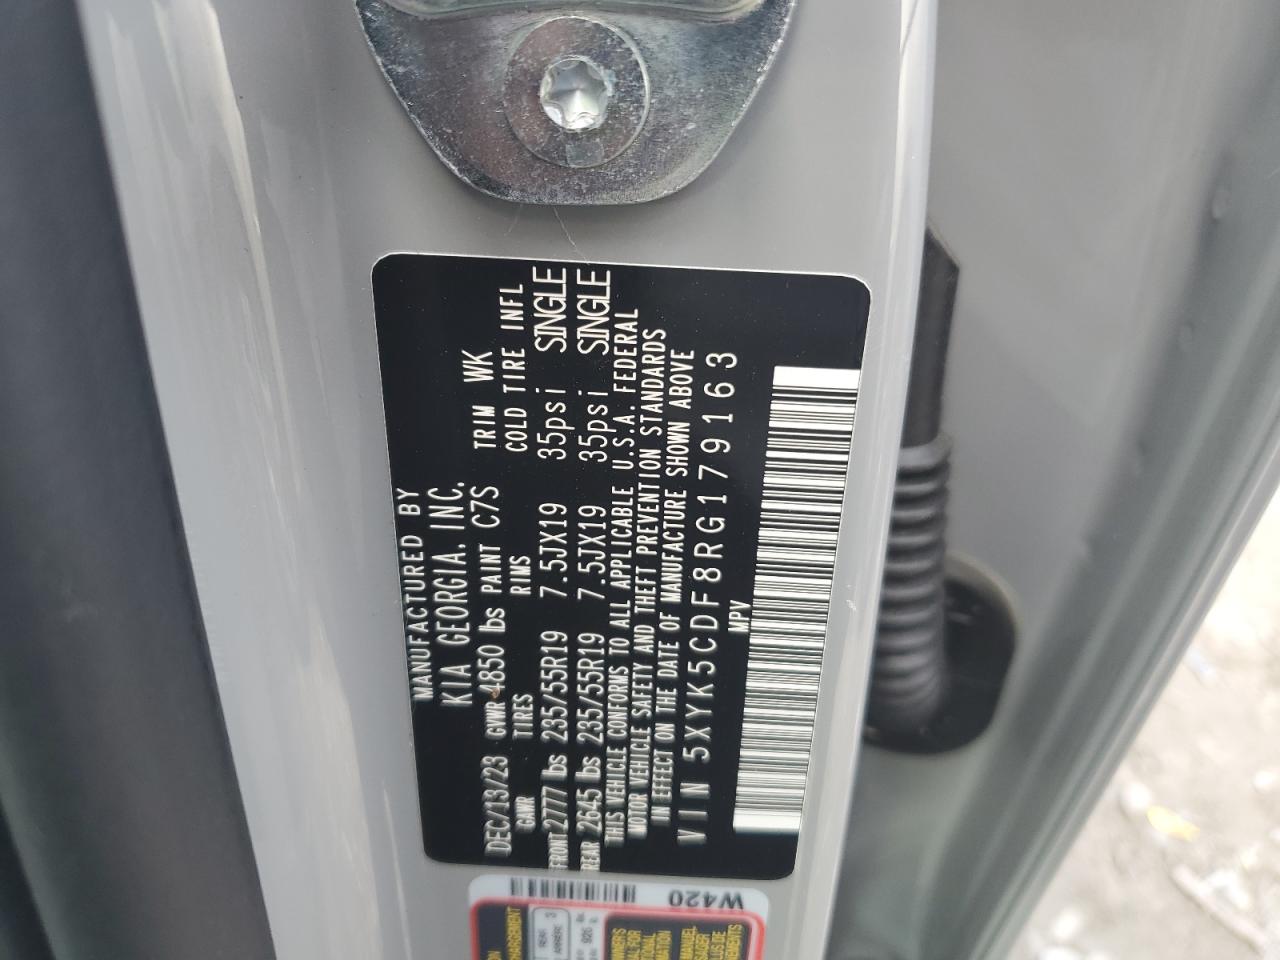 MANUFACTURED BY
KIA GEORGIA. INC.
DEC/13/23 GVWR 4850 lbs PAINT C7S TRIM WK
GAWR TIRES RIMS COLD TIRE INFL
FRONT 2777 lbs 235/55R19 7.5JX19 35psi SINGLE
REAR 2645 lbs 235/55R19 7.5JX19 35psi SINGLE
THIS VEHICLE CONFORMS TO ALL APPLICABLE U.S.A. FEDERAL
MOTOR VEHICLE SAFETY AND THEFT PREVENTION STANDARDS
IN EFFECT ON THE DATE OF MANUFACTURE SHOWN ABOVE
VIN 5XYK5CDF8RG179163
MPV
W420